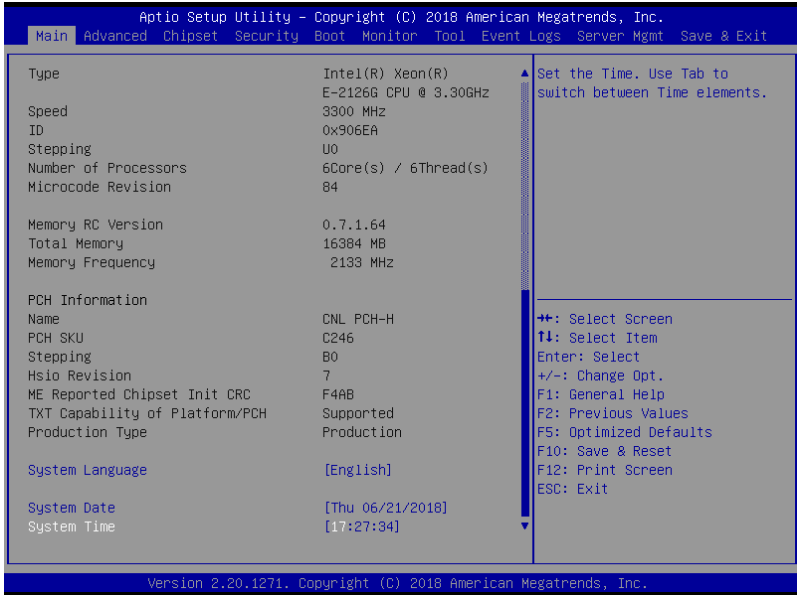 Aptio Setup Utility – Copyright (C) 2018 American Megatrends, Inc.
Main Advanced Chipset Security Boot Monitor Tool Event Logs Server Mgmt Save & Exit
Type Intel(R) Xeon(R)
E-2126G CPU @ 3.30GHz
Speed 3300 MHz
ID 0x906EA
Stepping U0
Number of Processors 6Core(s) / 6Thread(s)
Microcode Revision 84
Memory RC Version 0.7.1.64
Total Memory 16384 MB
Memory Frequency 2133 MHz
PCH Information
Name CNL PCH-H
PCH SKU C246
Stepping B0
Hsio Revision 7
ME Reported Chipset Init CRC F4AB
TXT Capability of Platform/PCH Supported
Production Type Production
System Language [English]
System Date [Thu 06/21/2018]
System Time [17:27:34]
Set the Time. Use Tab to
switch between Time elements.
→←: Select Screen
↑↓: Select Item
Enter: Select
+/-: Change Opt.
F1: General Help
F2: Previous Values
F5: Optimized Defaults
F10: Save & Reset
F12: Print Screen
ESC: Exit
Version 2.20.1271. Copyright (C) 2018 American Megatrends, Inc.